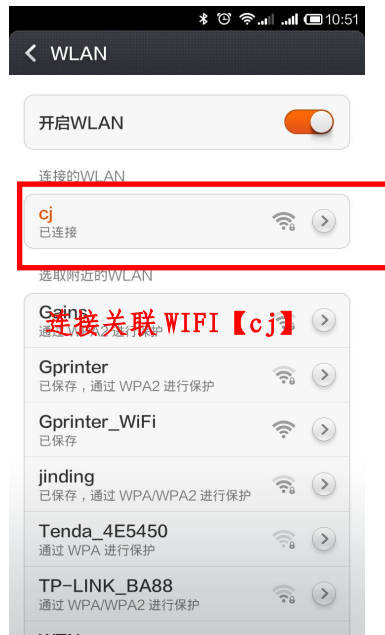 10:51
WLAN
开启WLAN
连接的WLAN
cj
已连接
选取附近的WLAN
Gains
连接关联WIFI【cj】
Gprinter
已保存，通过 WPA2 进行保护
Gprinter_WiFi
已保存
jinding
已保存，通过 WPA/WPA2 进行保护
Tenda_4E5450
通过 WPA 进行保护
TP-LINK_BA88
通过 WPA/WPA2 进行保护